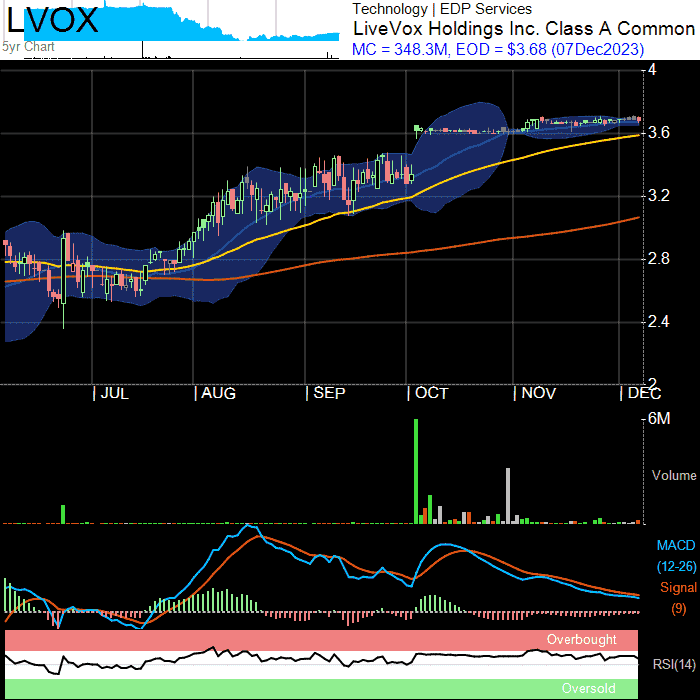 LVOX
5yr Chart
Technology | EDP Services
LiveVox Holdings Inc. Class A Common
MC = 348.3M, EOD = $3.68 (07Dec2023)
4
3.6
3.2
2.8
2.4
2
JUL
AUG
SEP
OCT
NOV
DEC
6M
Volume
MACD
(12-26)
Signal
(9)
Overbought
RSI(14)
Oversold